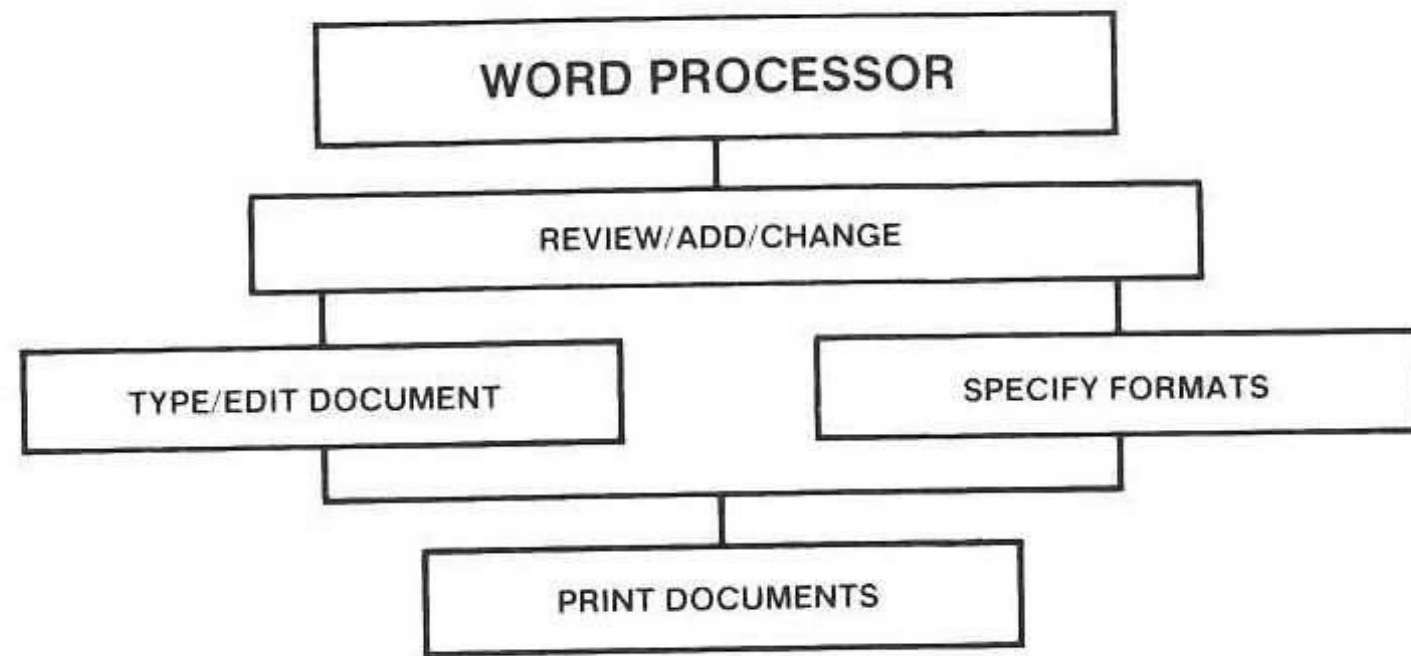 WORD PROCESSOR
REVIEW/ADD/CHANGE
TYPE/EDIT DOCUMENT
SPECIFY FORMATS
PRINT DOCUMENTS